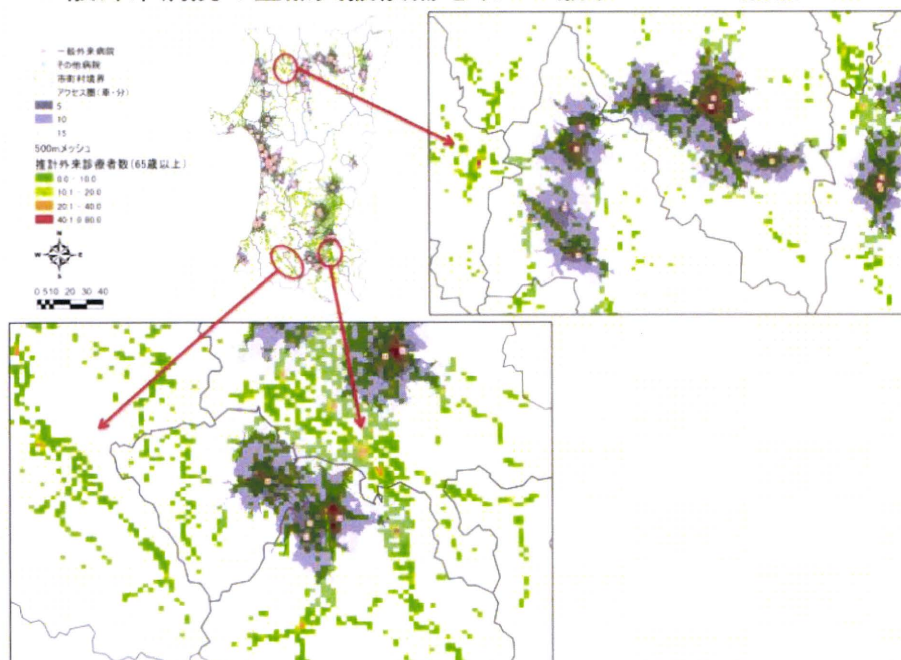 一般外来病院
その他病院
市町村境界
アクセス圏(車・分)
5
10
15
500mメッシュ
推計外来診療者数(65歳以上)
0.0 - 10.0
10.1 - 20.0
20.1 - 40.0
40.1 - 80.0
N
W E
S
0 5 10 20 30 40